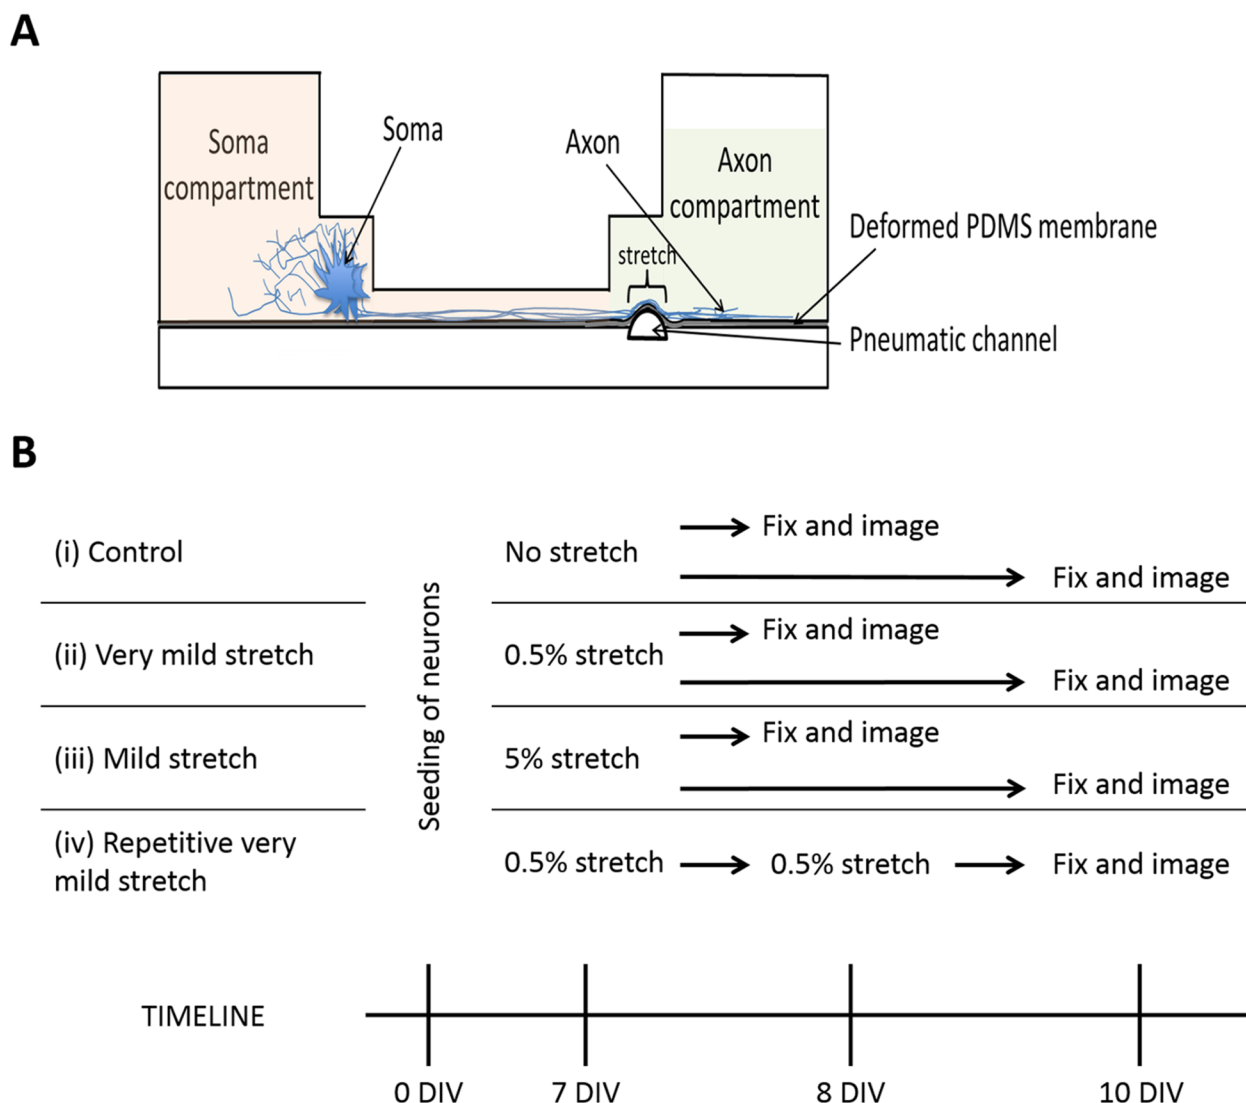 A
Soma
compartment
Soma
Axon
Axon
compartment
stretch
Deformed PDMS membrane
Pneumatic channel
B
Seeding of neurons
(i) Control
No stretch
Fix and image
Fix and image
(ii) Very mild stretch
0.5% stretch
Fix and image
Fix and image
(iii) Mild stretch
5% stretch
Fix and image
Fix and image
(iv) Repetitive very
mild stretch
0.5% stretch
0.5% stretch
Fix and image
TIMELINE
0 DIV
7 DIV
8 DIV
10 DIV